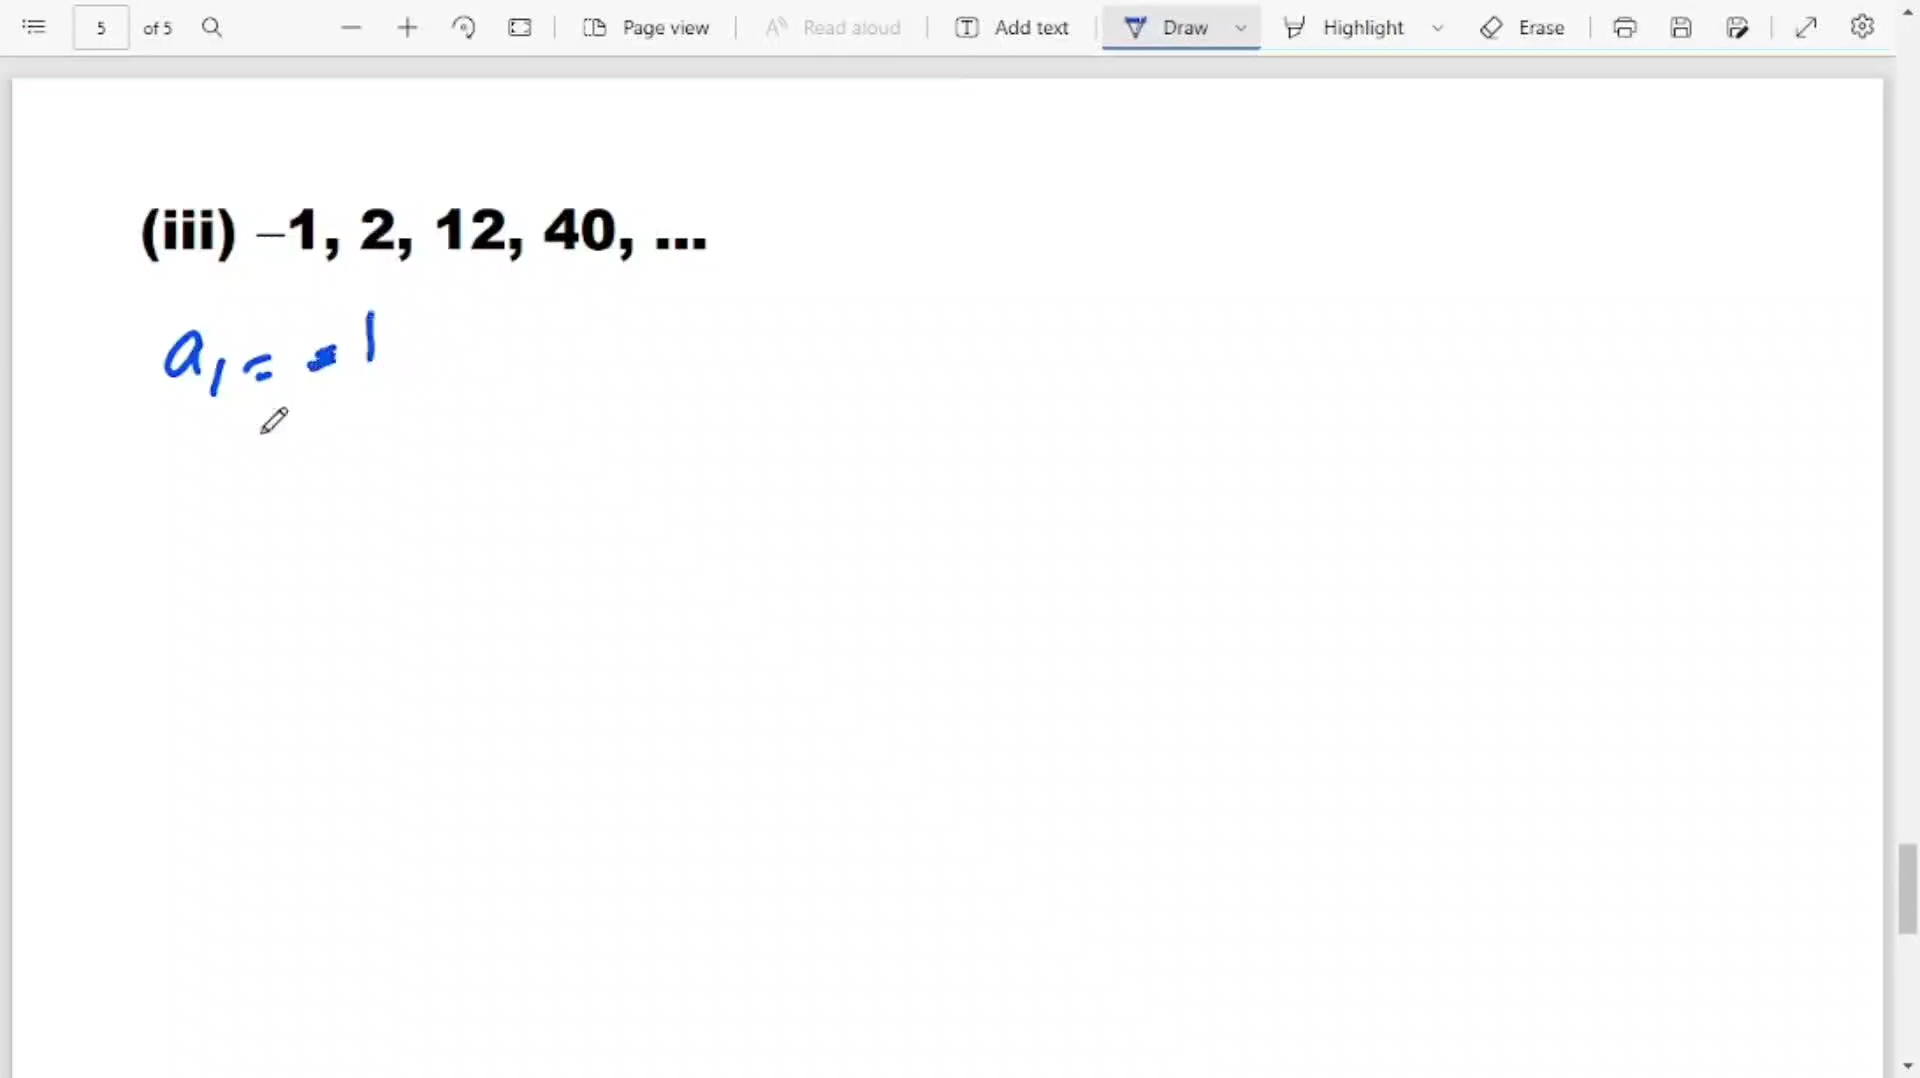 5 of 5 Page view Read aloud Add text Draw Highlight Erase
(iii) –1, 2, 12, 40, ...
a₁ = - 1